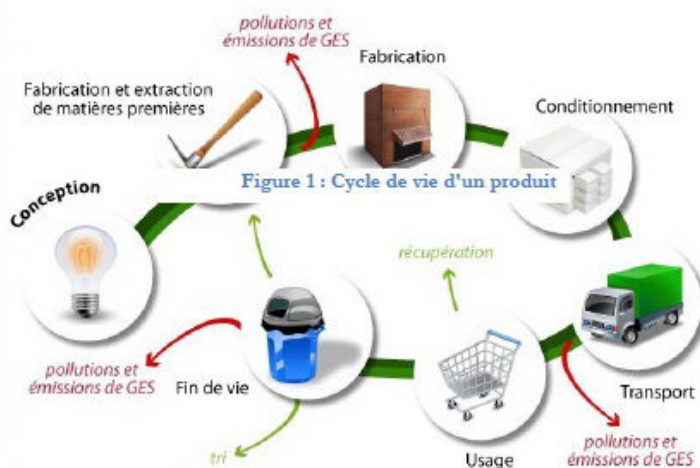 pollutions et
émissions de GES
Fabrication
Fabrication et extraction
de matières premières
Conditionnement
Figure 1 : Cycle de vie d'un produit
Conception
récupération
pollutions et
émissions de GES
Fin de vie
Transport
tri
Usage
pollutions et
émissions de GES